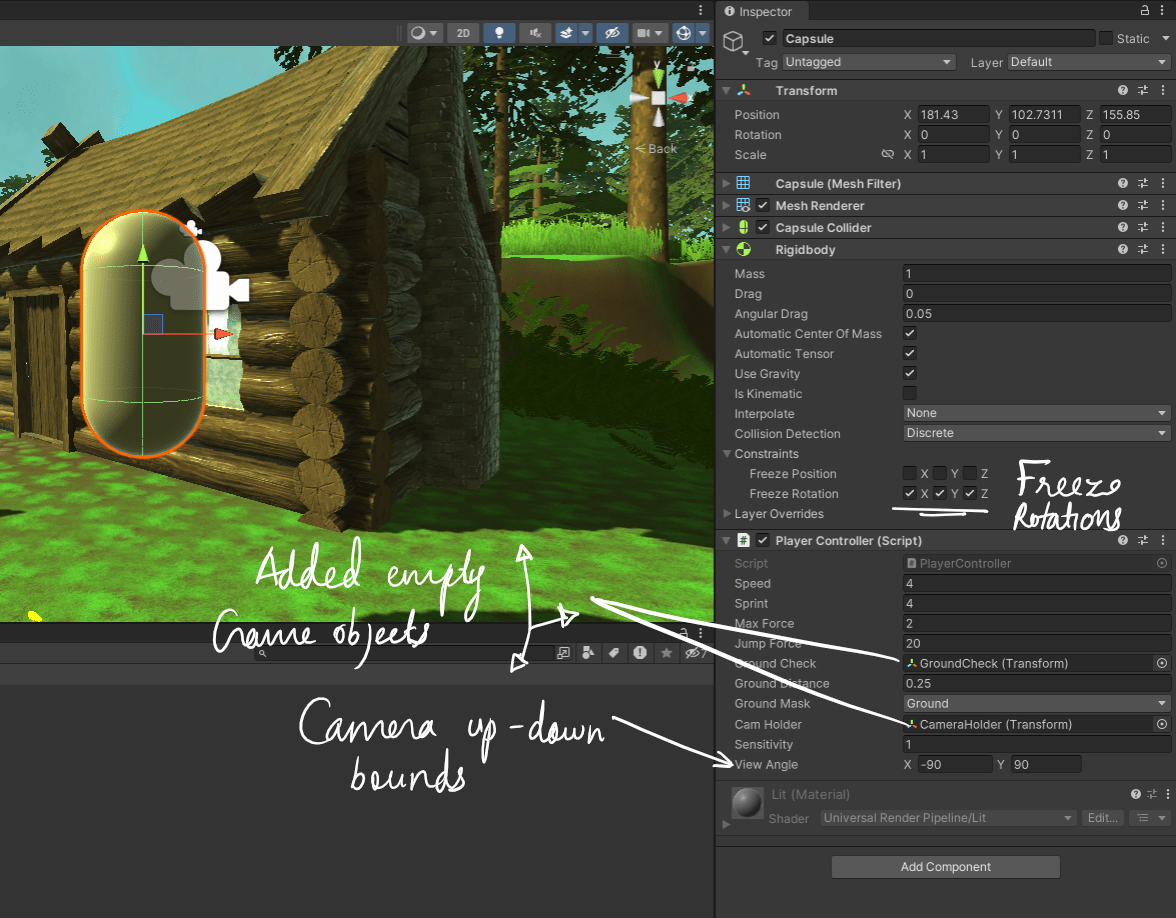 Inspector
2D
Capsule
Static
Tag Untagged Layer Default
Transform
Position X 181.43 Y 102.7311 Z 155.85
Rotation X 0 Y 0 Z 0
Scale X 1 Y 1 Z 1
y
< Back
Capsule (Mesh Filter)
Mesh Renderer
Capsule Collider
Rigidbody
Mass 1
Drag 0
Angular Drag 0.05
Automatic Center Of Mass
Automatic Tensor
Use Gravity
Is Kinematic
Interpolate None
Collision Detection Discrete
Constraints
Freeze Position X Y Z
Freeze Rotation X Y Z
Layer Overrides
Freeze
Rotations
Player Controller (Script)
Script PlayerController
Speed 4
Sprint 4
Max Force 2
Jump Force 20
Ground Check GroundCheck (Transform)
Ground Distance 0.25
Ground Mask Ground
Cam Holder CameraHolder (Transform)
Sensitivity 1
View Angle X -90 Y 90
Added empty
Game objects
7
Camera up-down
bounds
Lit (Material)
Shader Universal Render Pipeline/Lit Edit...
Add Component